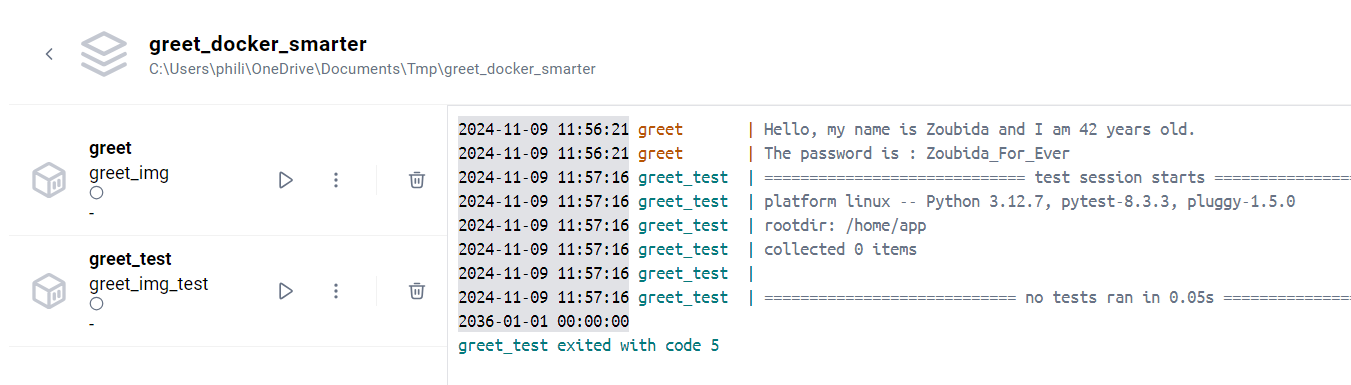 greet_docker_smarter
C:\Users\phili\OneDrive\Documents\Tmp\greet_docker_smarter
greet
greet_img
-
greet_test
greet_img_test
-
2024-11-09 11:56:21 greet | Hello, my name is Zoubida and I am 42 years old.
2024-11-09 11:56:21 greet | The password is : Zoubida_For_Ever
2024-11-09 11:57:16 greet_test | ============================= test session starts ================
2024-11-09 11:57:16 greet_test | platform linux -- Python 3.12.7, pytest-8.3.3, pluggy-1.5.0
2024-11-09 11:57:16 greet_test | rootdir: /home/app
2024-11-09 11:57:16 greet_test | collected 0 items
2024-11-09 11:57:16 greet_test |
2024-11-09 11:57:16 greet_test | ============================ no tests ran in 0.05s ===============
2036-01-01 00:00:00
greet_test exited with code 5